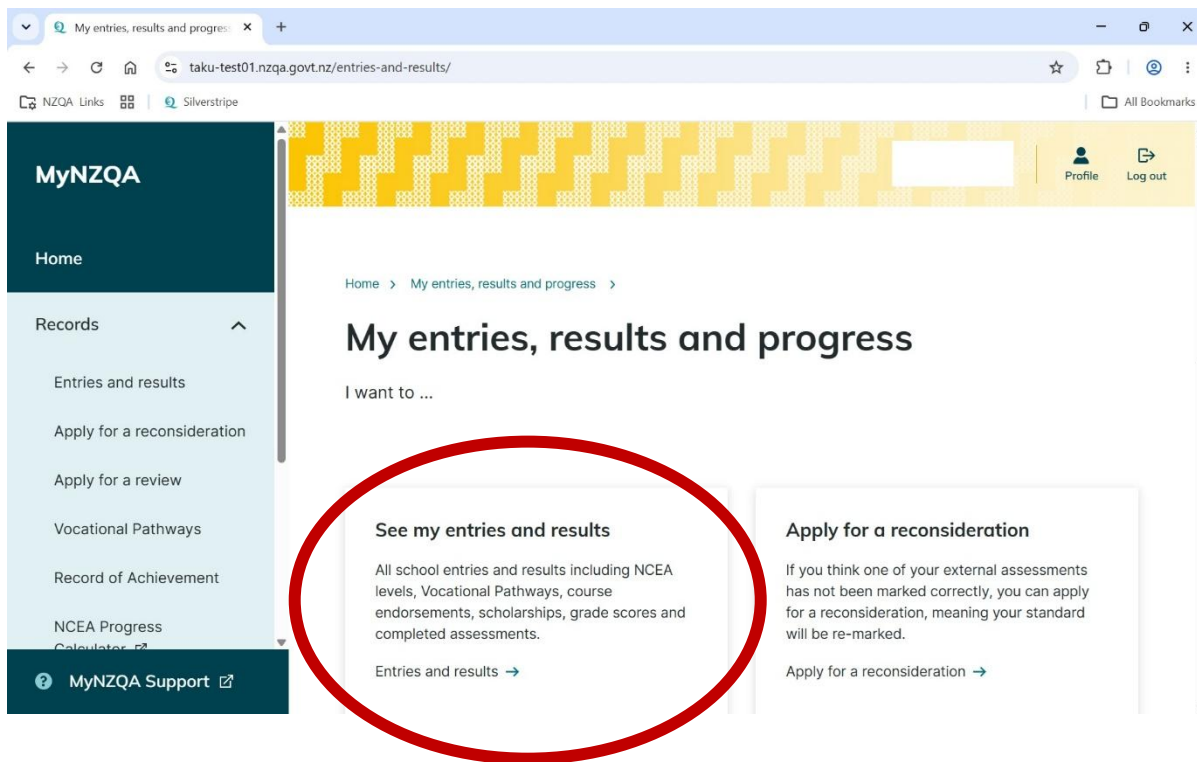 My entries, results and progres
taku-test01.nzqa.govt.nz/entries-and-results/
NZQA Links
Silverstripe
All Bookmarks
MyNZQA
Home
Records
Entries and results
Apply for a reconsideration
Apply for a review
Vocational Pathways
Record of Achievement
NCEA Progress
Calculator
MyNZQA Support
Profile
Log out
Home > My entries, results and progress >
My entries, results and progress
I want to ...
See my entries and results
All school entries and results including NCEA
levels, Vocational Pathways, course
endorsements, scholarships, grade scores and
completed assessments.
Entries and results →
Apply for a reconsideration
If you think one of your external assessments
has not been marked correctly, you can apply
for a reconsideration, meaning your standard
will be re-marked.
Apply for a reconsideration →